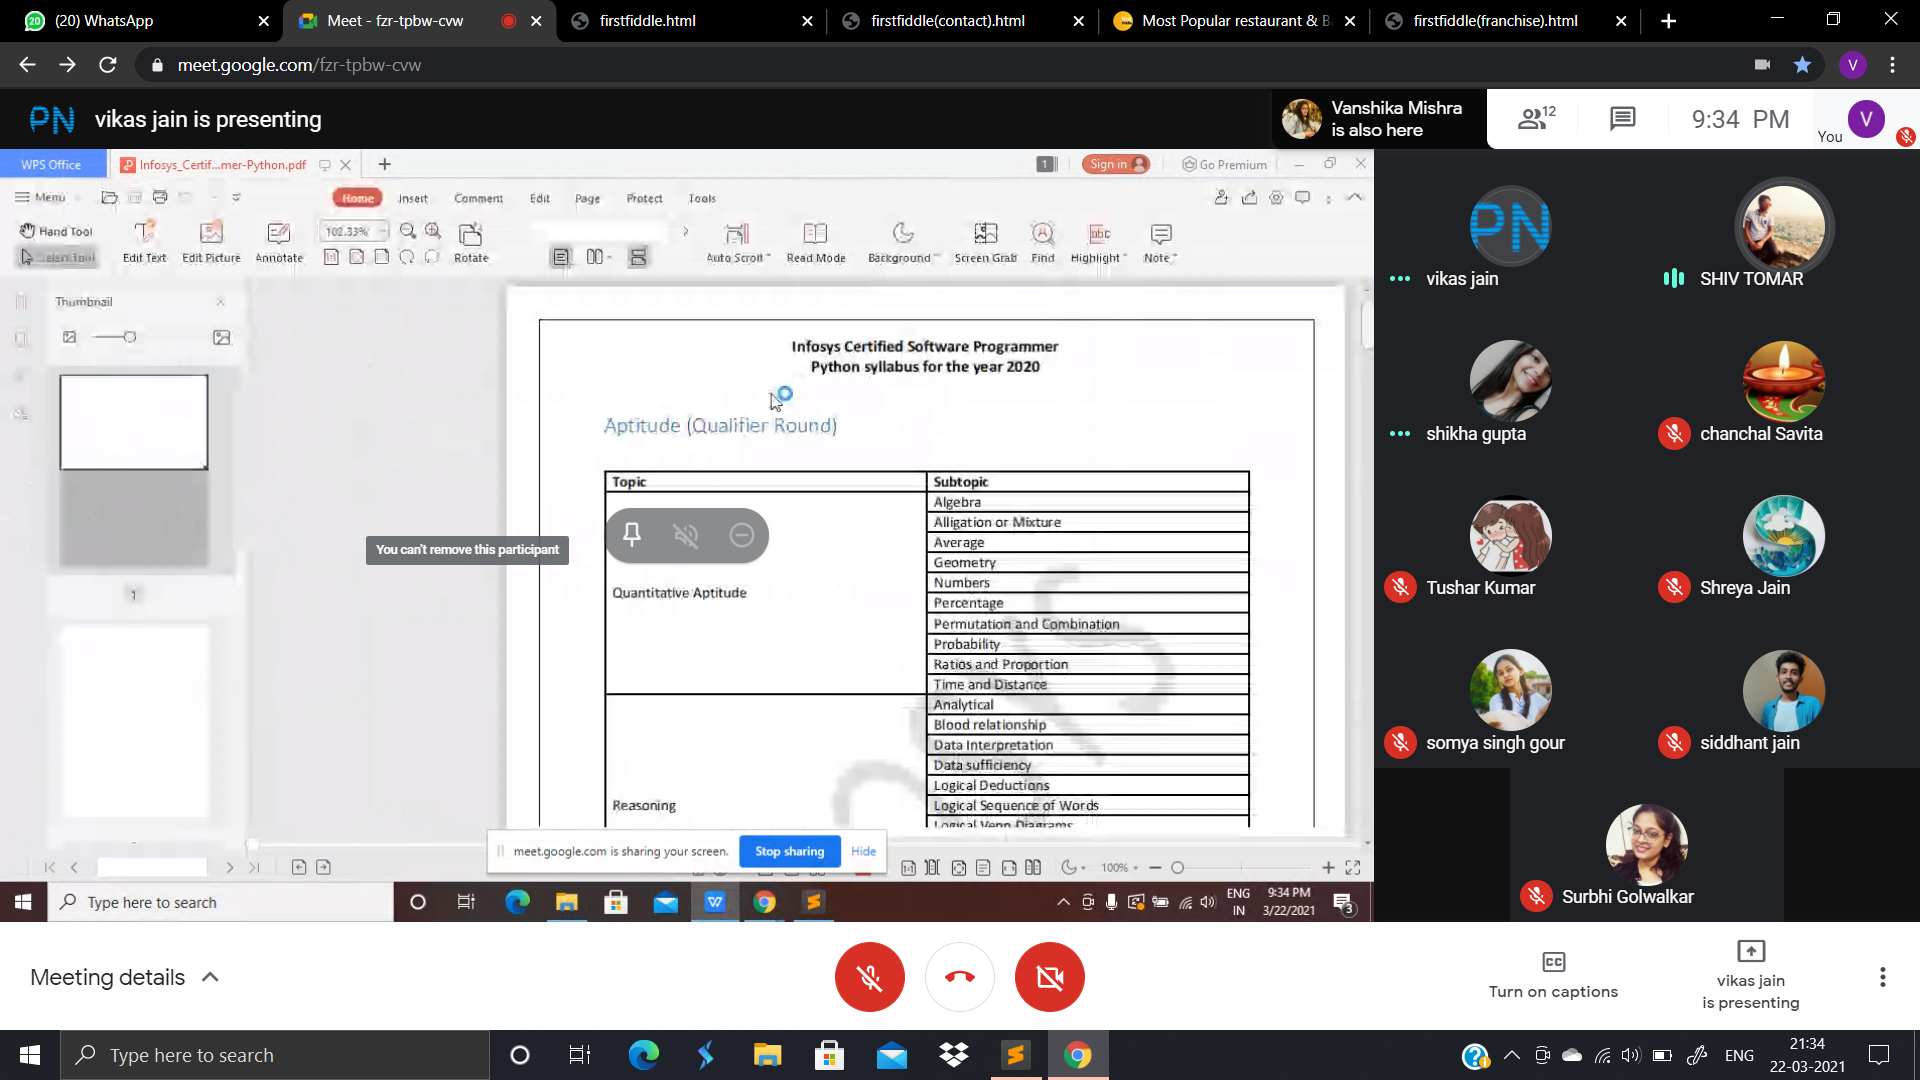 (20) WhatsApp
Meet - fzr-tpbw-cvw
firstfiddle.html
firstfiddle(contact).html
Most Popular restaurant & B
firstfiddle(franchise).html
meet.google.com/fzr-tpbw-cvw
V
PN
vikas jain is presenting
Vanshika Mishra
is also here
12
9:34 PM
You
V
WPS Office
Infosys_Certif...mer-Python.pdf
1
Sign in
Go Premium
Menu
Home
Insert
Comment
Edit
Page
Protect
Tools
Hand Tool
Select Tool
Edit Text
Edit Picture
Annotate
102.33%
Rotate
Auto Scroll
Read Mode
Background
Screen Grab
Find
Highlight
Note
Thumbnail
1
Infosys Certified Software Programmer
Python syllabus for the year 2020
Aptitude (Qualifier Round)
Topic
Subtopic
Quantitative Aptitude
Algebra
Alligation or Mixture
Average
Geometry
Numbers
Percentage
Permutation and Combination
Probability
Ratios and Proportion
Time and Distance
Reasoning
Analytical
Blood relationship
Data Interpretation
Data sufficiency
Logical Deductions
Logical Sequence of Words
Logical Venn Diagrams
You can't remove this participant
meet.google.com is sharing your screen.
Stop sharing
Hide
100%
Type here to search
ENG
IN
9:34 PM
3/22/2021
3
PN
vikas jain
SHIV TOMAR
shikha gupta
chanchal Savita
Tushar Kumar
Shreya Jain
somya singh gour
siddhant jain
Surbhi Golwalkar
Meeting details
Turn on captions
vikas jain
is presenting
Type here to search
ENG
21:34
22-03-2021